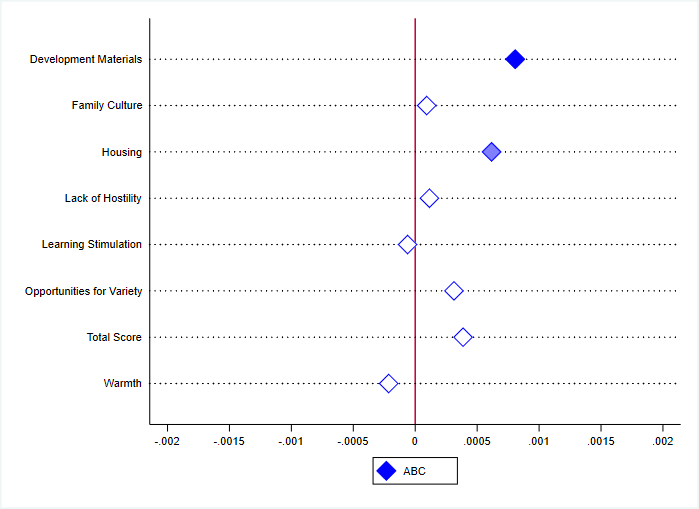 Development Materials
Family Culture
Housing
Lack of Hostility
Learning Stimulation
Opportunities for Variety
Total Score
Warmth
-.002 -.0015 -.001 -.0005 0 .0005 .001 .0015 .002
ABC